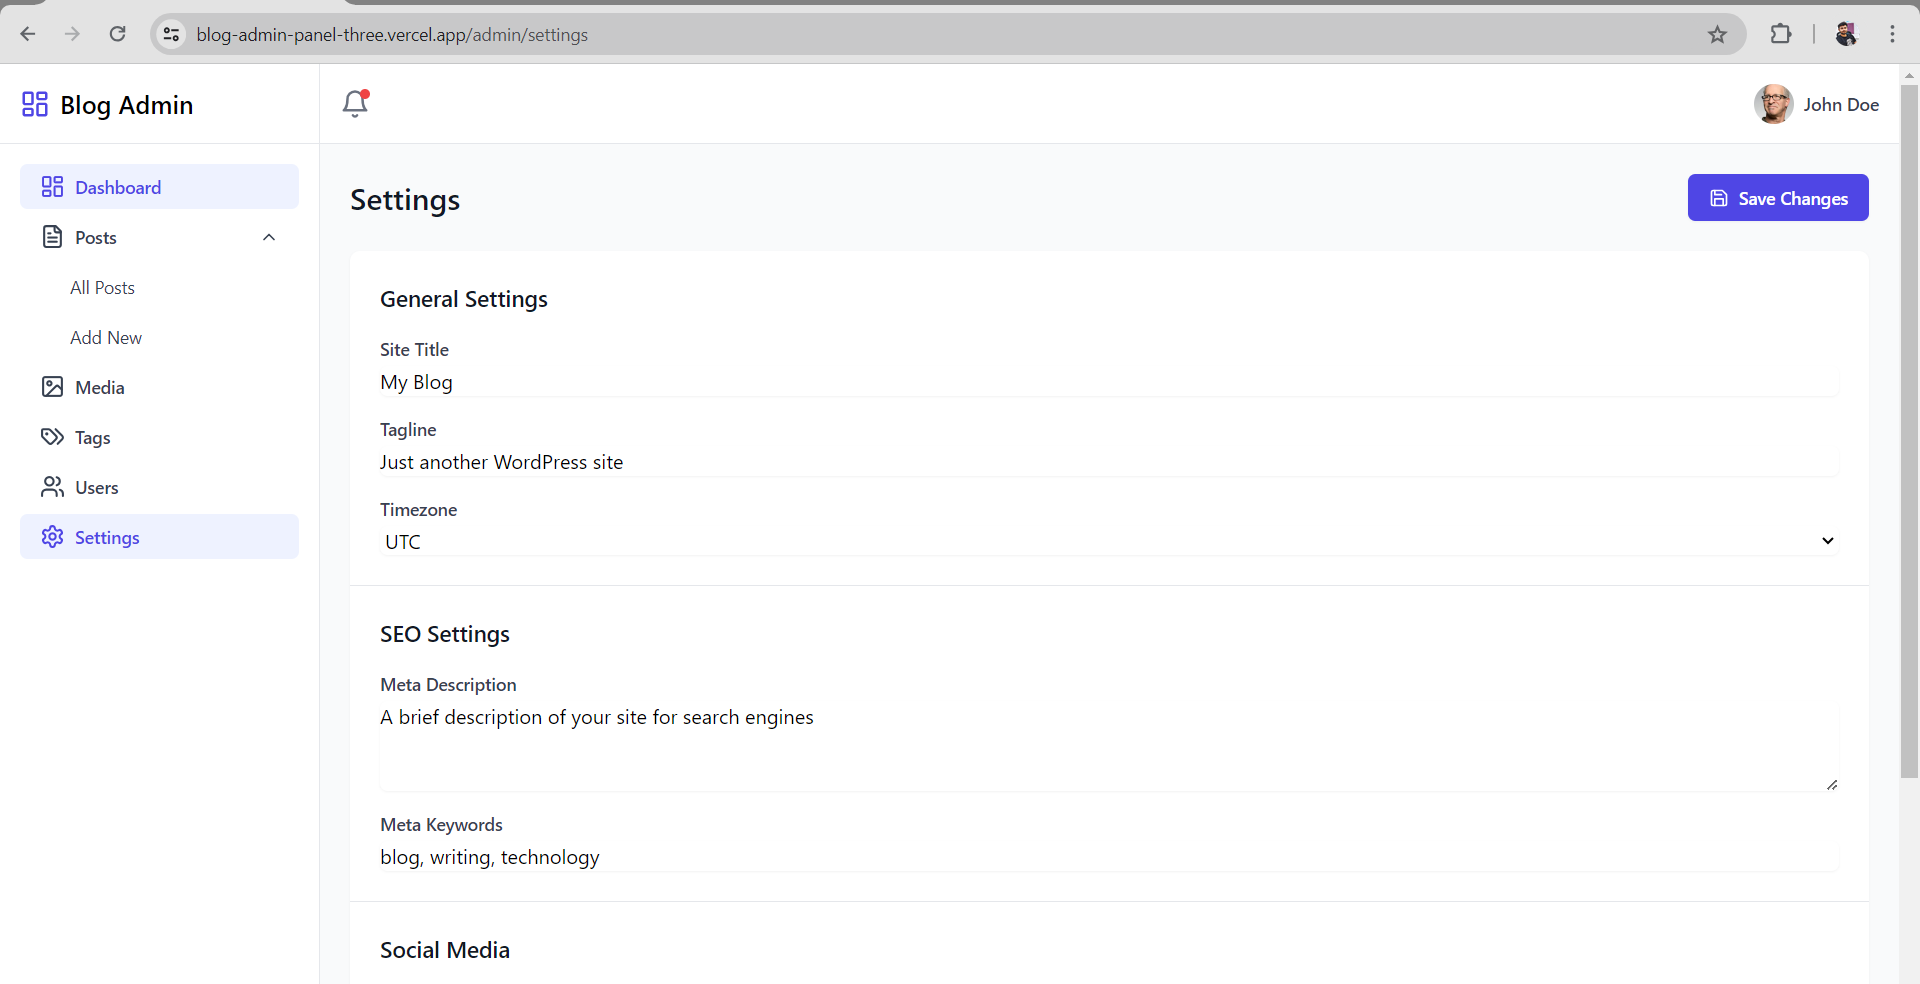 blog-admin-panel-three.vercel.app/admin/settings
Blog Admin
John Doe
Dashboard
Posts
All Posts
Add New
Media
Tags
Users
Settings
Settings
Save Changes
General Settings
Site Title
My Blog
Tagline
Just another WordPress site
Timezone
UTC
SEO Settings
Meta Description
A brief description of your site for search engines
Meta Keywords
blog, writing, technology
Social Media